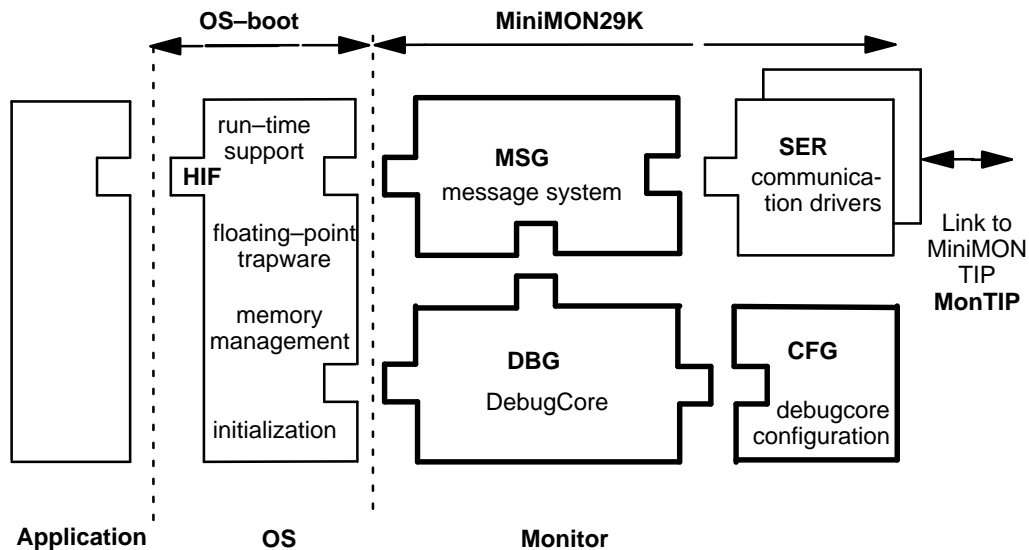 OS–boot
MiniMON29K
run–time
support
HIF
floating–point
trapware
memory
management
initialization
MSG
message system
DBG
DebugCore
SER
communica-
tion drivers
CFG
debugcore
configuration
Link to
MiniMON
TIP
MonTIP
Application
OS
Monitor